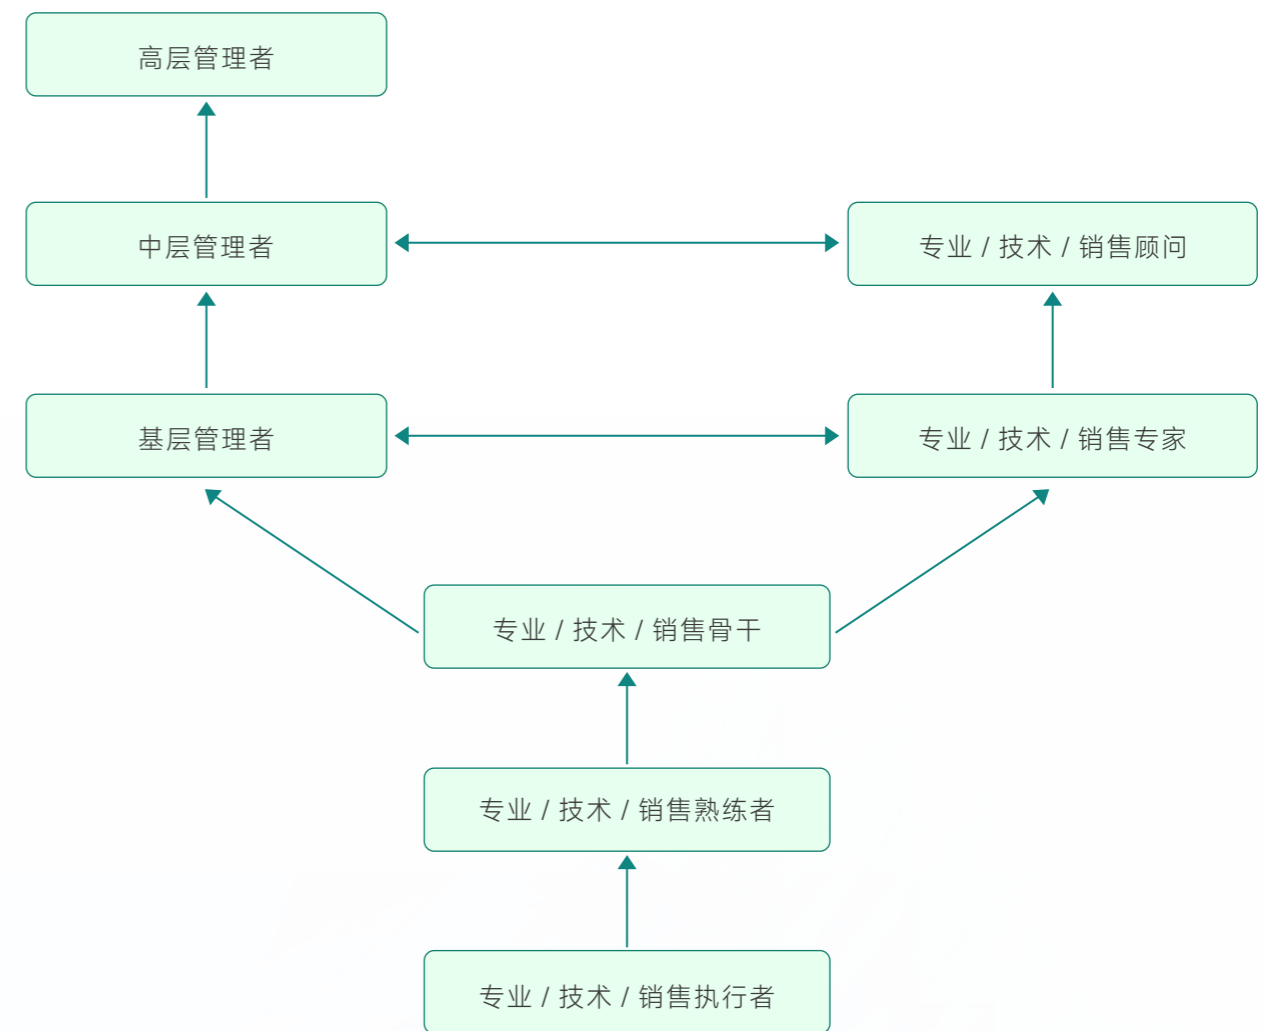 高层管理者
中层管理者
专业 / 技术 / 销售顾问
基层管理者
专业 / 技术 / 销售专家
专业 / 技术 / 销售骨干
专业 / 技术 / 销售熟练者
专业 / 技术 / 销售执行者